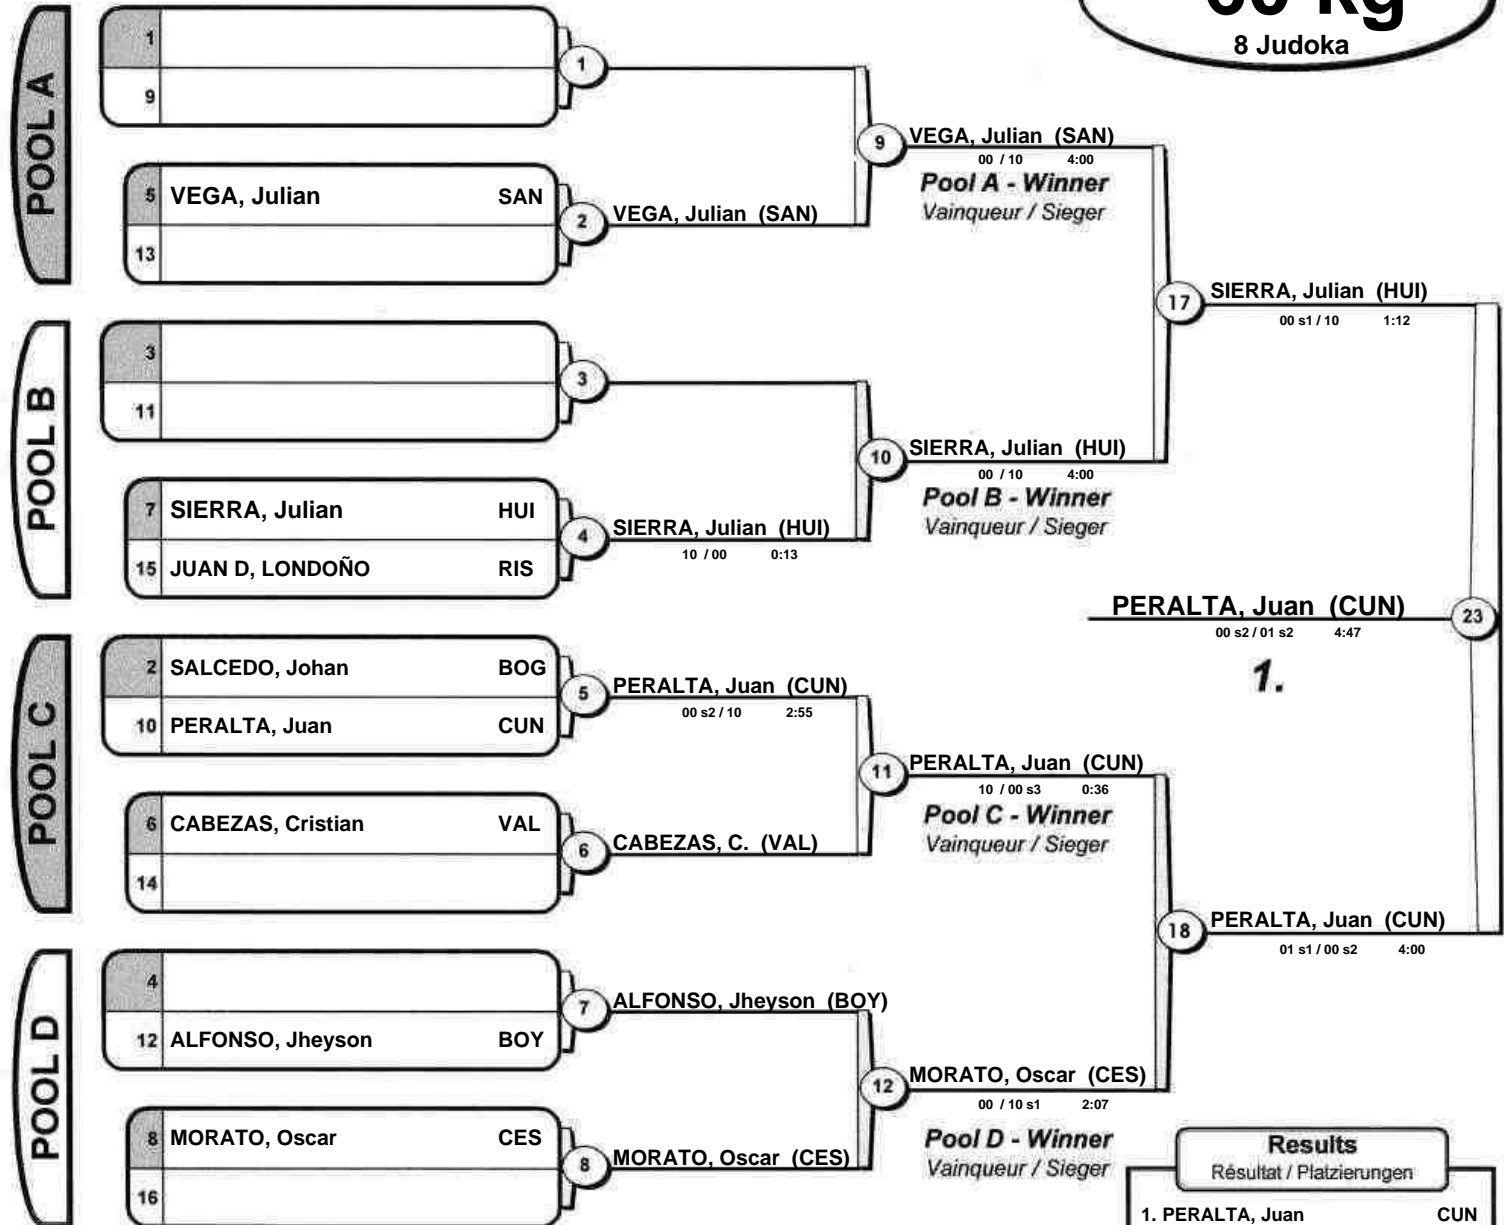 60 kg
8 Judoka
POOL A
1
9
1
5 VEGA, Julian SAN
13
2
VEGA, Julian (SAN)
9
VEGA, Julian (SAN)
00 / 10 4:00
Pool A - Winner
Vainqueur / Sieger
POOL B
3
11
3
7 SIERRA, Julian HUI
15 JUAN D, LONDOÑO RIS
4
SIERRA, Julian (HUI)
10 / 00 0:13
10
SIERRA, Julian (HUI)
00 / 10 4:00
Pool B - Winner
Vainqueur / Sieger
17
SIERRA, Julian (HUI)
00 s1 / 10 1:12
POOL C
2 SALCEDO, Johan BOG
10 PERALTA, Juan CUN
5
PERALTA, Juan (CUN)
00 s2 / 10 2:55
6 CABEZAS, Cristian VAL
14
6
CABEZAS, C. (VAL)
11
PERALTA, Juan (CUN)
10 / 00 s3 0:36
Pool C - Winner
Vainqueur / Sieger
POOL D
4
12 ALFONSO, Jheyson BOY
7
ALFONSO, Jheyson (BOY)
8 MORATO, Oscar CES
16
8
MORATO, Oscar (CES)
12
MORATO, Oscar (CES)
00 / 10 s1 2:07
Pool D - Winner
Vainqueur / Sieger
18
PERALTA, Juan (CUN)
01 s1 / 00 s2 4:00
23
PERALTA, Juan (CUN)
00 s2 / 01 s2 4:47
1.
Results
Résultat / Platzierungen
1. PERALTA, Juan CUN